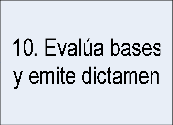 10. Evalúa bases
y emite dictamen